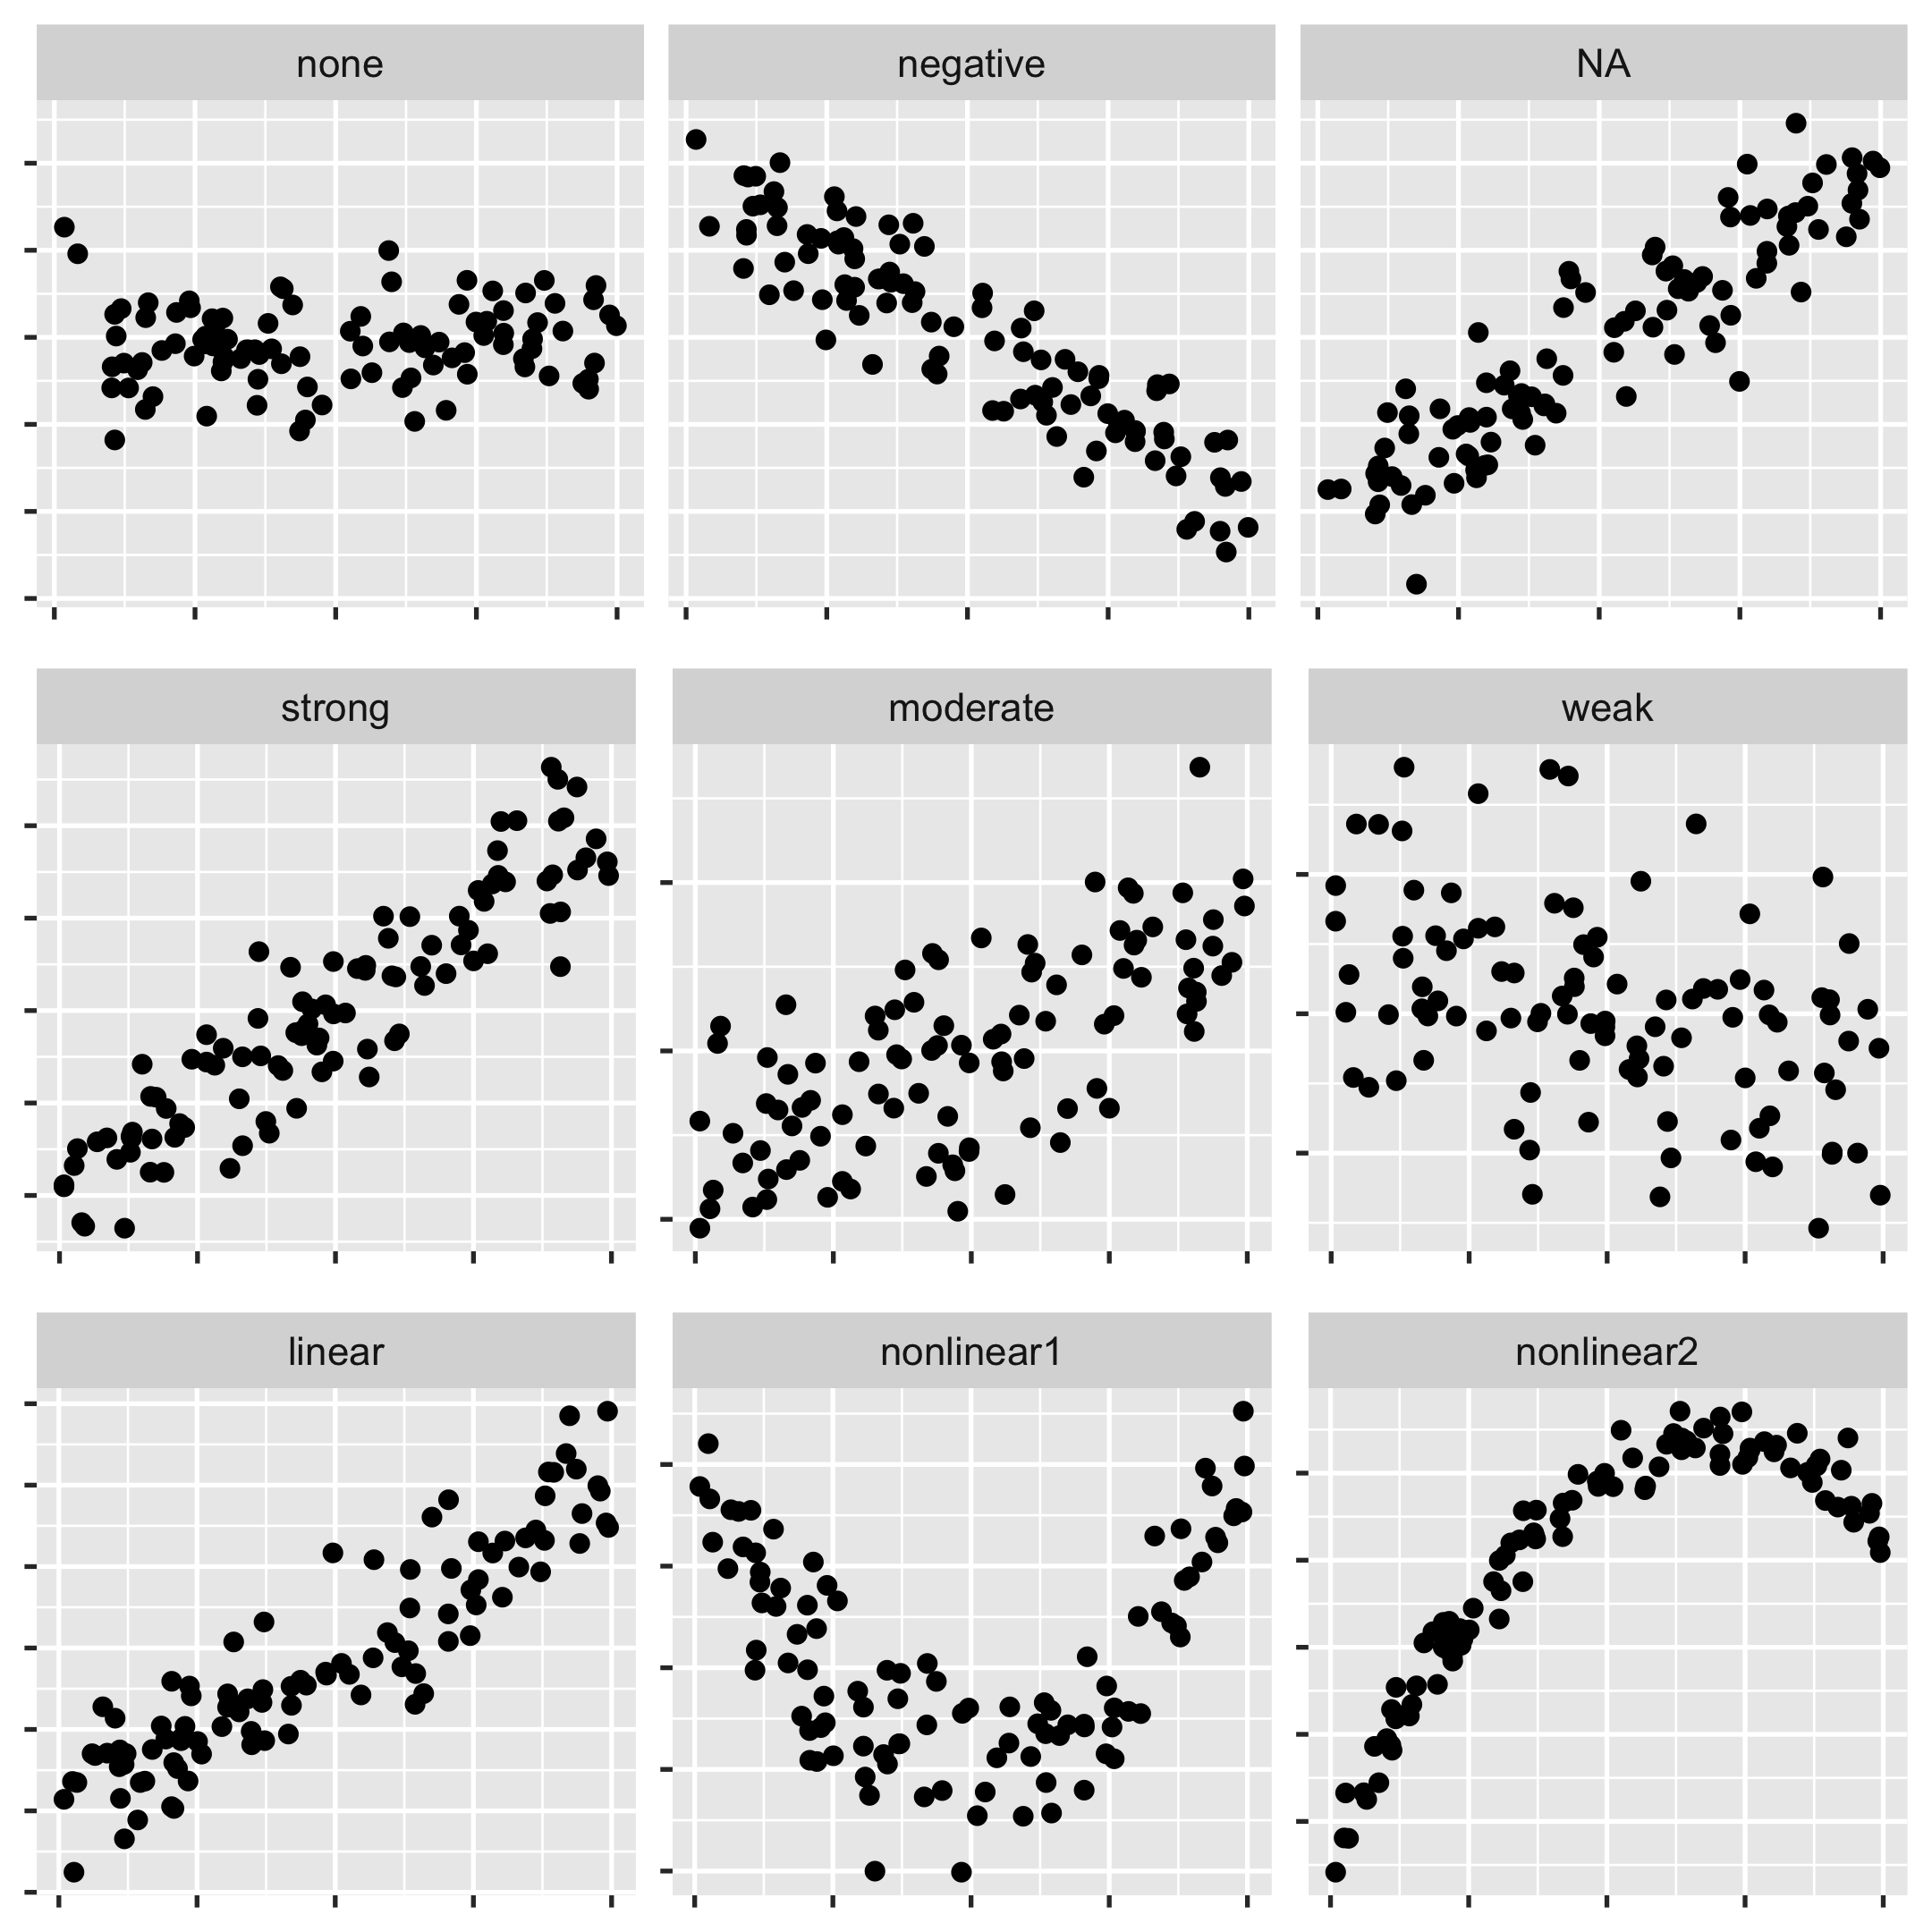 none
negative
NA
strong
moderate
weak
linear
nonlinear1
nonlinear2